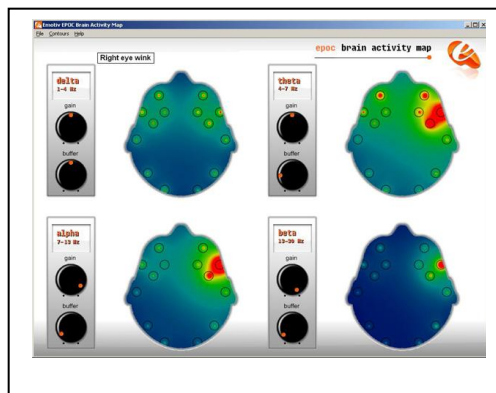 Emotiv EPOC Brain Activity Map
File Contours Help
epoc brain activity map
Right eye wink
delta
1-4 Hz
gain
buffer
theta
4-7 Hz
gain
buffer
alpha
7-13 Hz
gain
buffer
beta
13-30 Hz
gain
buffer